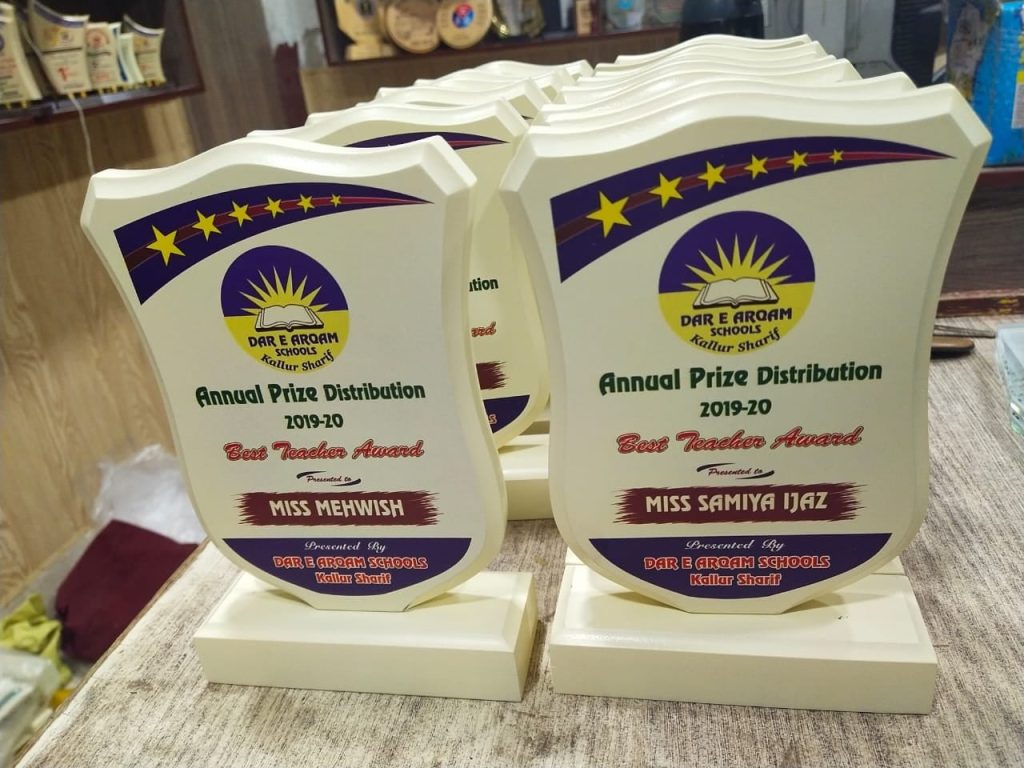 DAR E ARQAM
SCHOOLS
Kallur Sharif
Annual Prize Distribution
2019-20
Best Teacher Award
Presented to
MISS MEHWISH
Presented By
DAR E ARQAM SCHOOLS
Kallur Sharif
DAR E ARQAM
SCHOOLS
Kallur Sharif
Annual Prize Distribution
2019-20
Best Teacher Award
Presented to
MISS SAMIYA IJAZ
Presented By
DAR E ARQAM SCHOOLS
Kallur Sharif